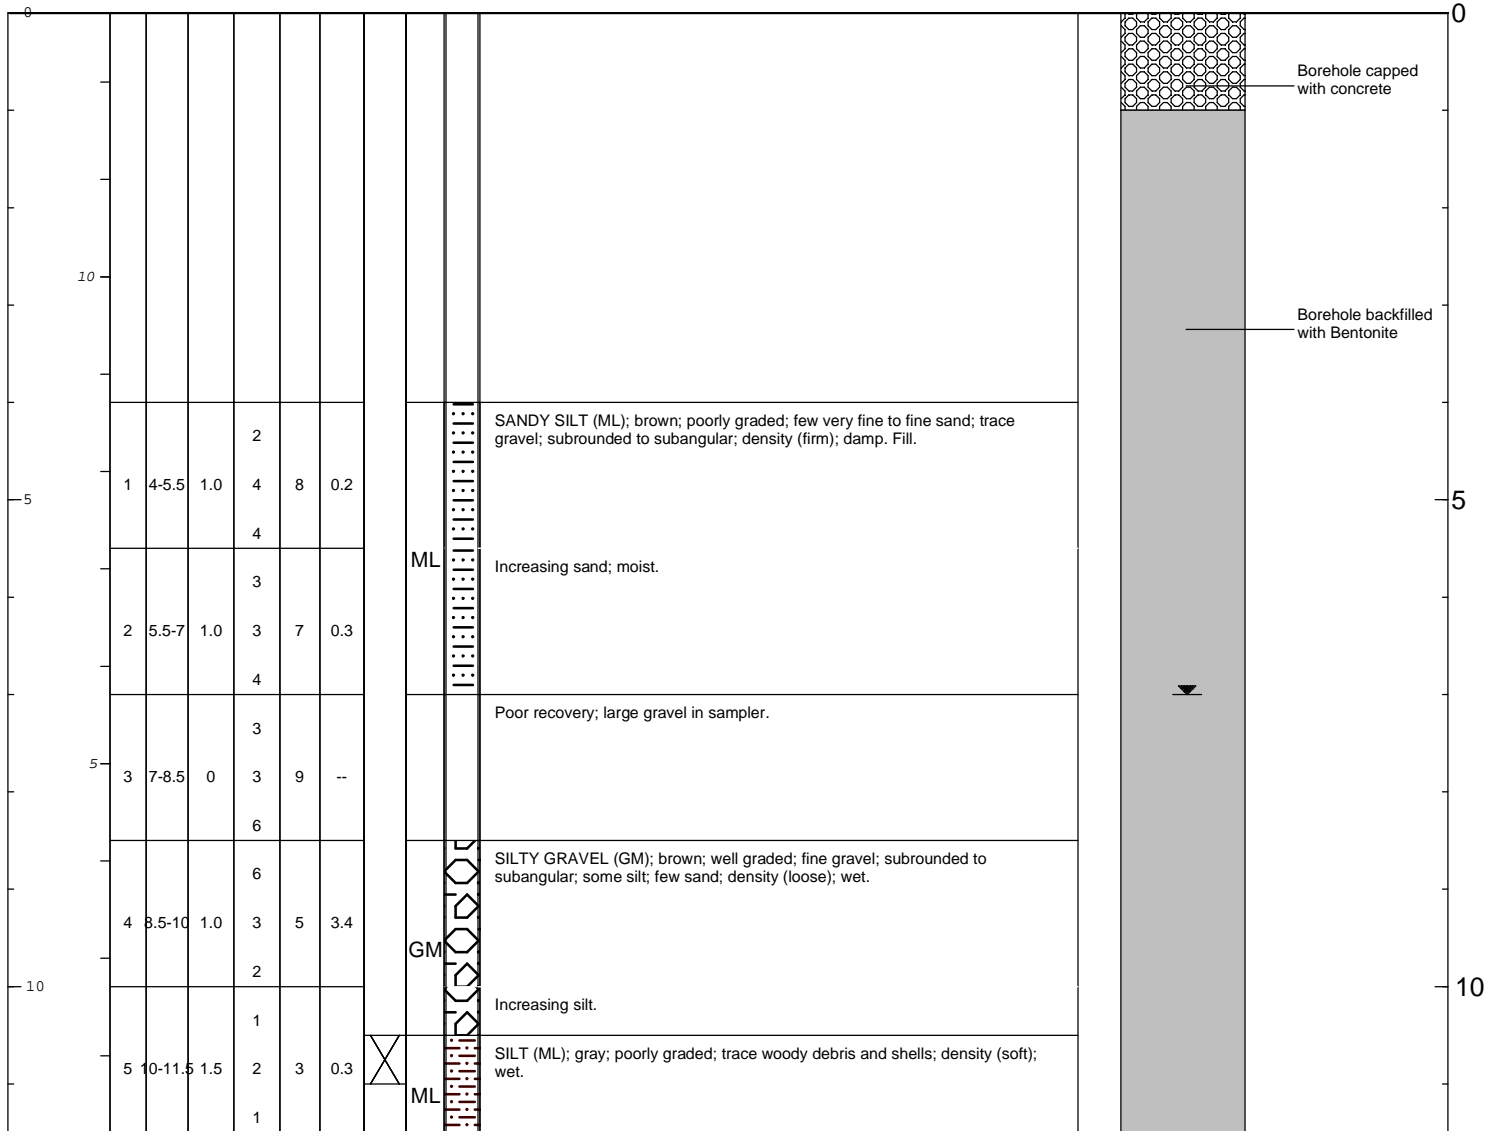 0
0
Borehole capped
with concrete
10
Borehole backfilled
with Bentonite
SANDY SILT (ML); brown; poorly graded; few very fine to fine sand; trace
gravel; subrounded to subangular; density (firm); damp. Fill.
2
1 4-5.5 1.0 4 8 0.2
5
5
4
ML
Increasing sand; moist.
3
2 5.5-7 1.0 3 7 0.3
4
Poor recovery; large gravel in sampler.
3
5
3 7-8.5 0 3 9 --
6
SILTY GRAVEL (GM); brown; well graded; fine gravel; subrounded to
subangular; some silt; few sand; density (loose); wet.
6
4 8.5-10 1.0 3 5 3.4
GM
2
10
10
Increasing silt.
1
SILT (ML); gray; poorly graded; trace woody debris and shells; density (soft);
wet.
5 10-11.5 1.5 2 3 0.3
ML
1